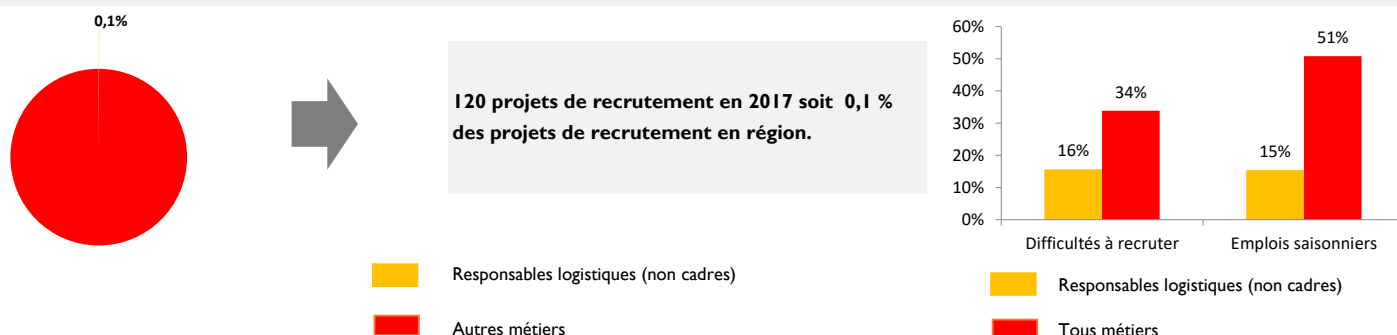 0,1%
120 projets de recrutement en 2017 soit 0,1 %
des projets de recrutement en région.
Responsables logistiques (non cadres)
Autres métiers
60%
50%
40%
30%
20%
10%
0%
16%
34%
15%
51%
Difficultés à recruter
Emplois saisonniers
Responsables logistiques (non cadres)
Tous métiers